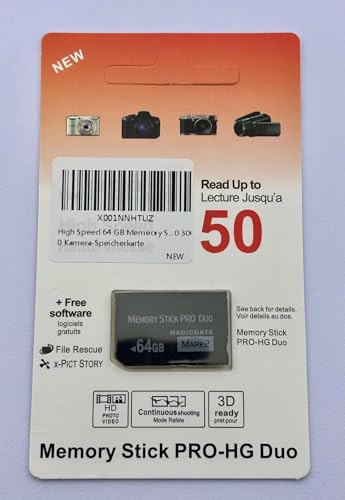 NEW
X001NNHTUZ
High Speed 64 GB Memeory S...0 300
0 Kamera-Speicherkarte
NEW
Read Up to
Lecture Jusqu'a
50
+ Free
software
logiciels
gratuits
File Rescue
x-PICT STORY
MEMORY STICK PRO DUO
MAGICGATE
64GB
MARK2
See back for details.
Voir details au dos.
Memory Stick
PRO-HG Duo
HD
PHOTO
VIDEO
Continuous shooting
Mode Rafale
3D
ready
pret pour
Memory Stick PRO-HG Duo